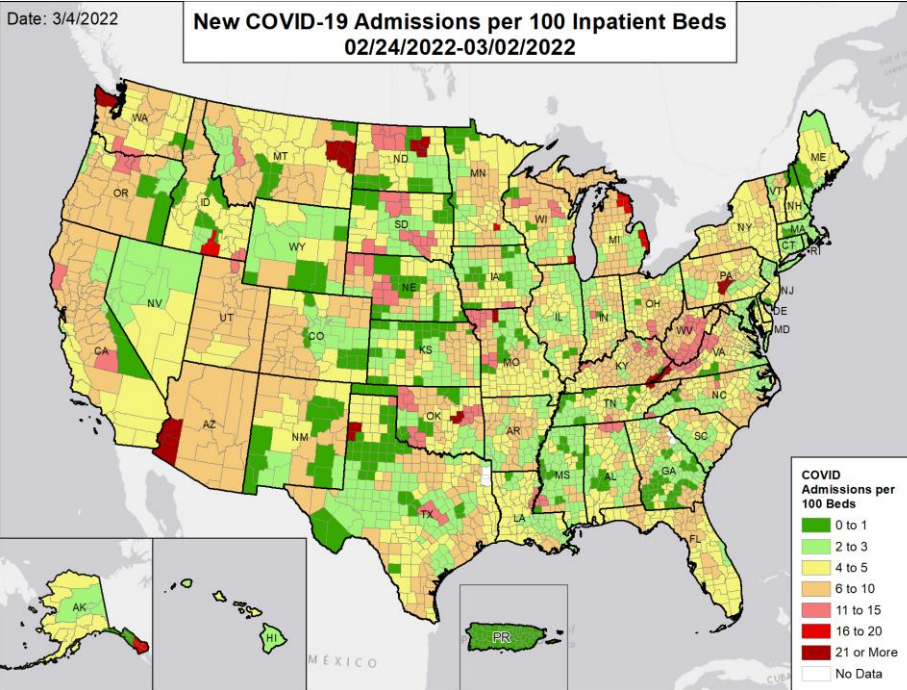 Date: 3/4/2022
New COVID-19 Admissions per 100 Inpatient Beds
02/24/2022-03/02/2022
WA
MT
ND
MN
ME
OR
ID
SD
WI
MI
VT
NH
NY
MA
CT
RI
WY
NE
IA
PA
NJ
NV
UT
CO
KS
MO
IL
IN
OH
WV
VA
DE
MD
CA
AZ
NM
OK
AR
KY
TN
NC
SC
TX
LA
MS
AL
GA
FL
AK
HI
PR
MÉXICO
CUBA
COVID
Admissions per
100 Beds
0 to 1
2 to 3
4 to 5
6 to 10
11 to 15
16 to 20
21 or More
No Data